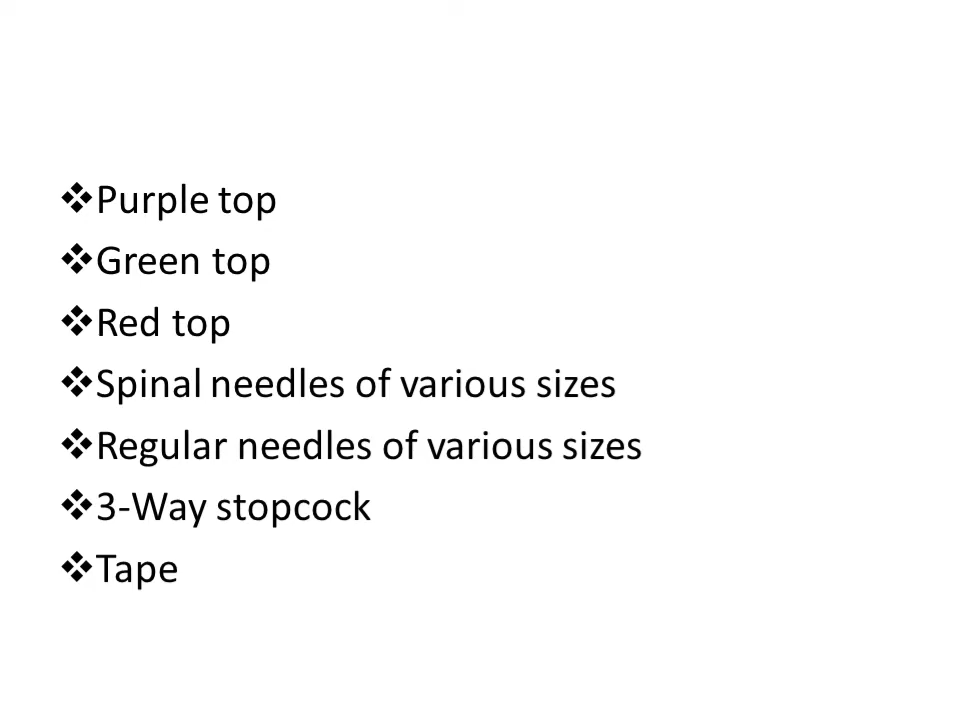 ❖Purple top
❖Green top
❖Red top
❖Spinal needles of various sizes
❖Regular needles of various sizes
❖3-Way stopcock
❖Tape